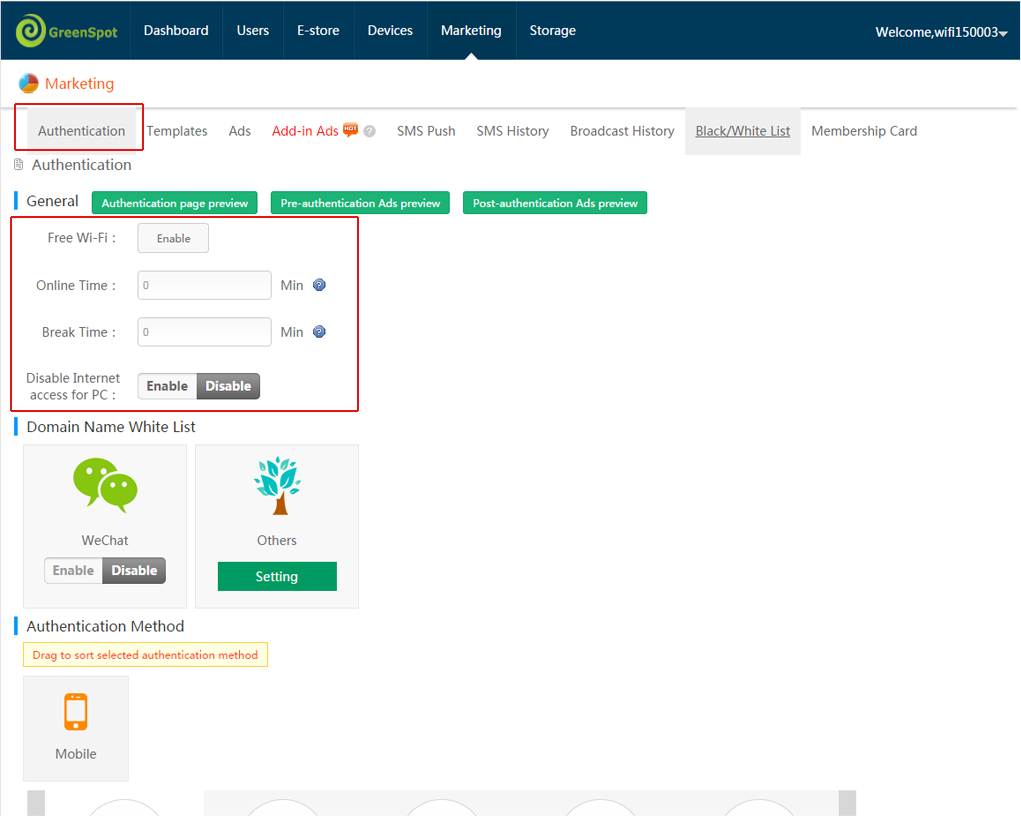 GreenSpot
Dashboard Users E-store Devices Marketing Storage Welcome,wifi150003
Marketing
Authentication Templates Ads Add-in Ads HOT ? SMS Push SMS History Broadcast History Black/White List Membership Card
Authentication
General Authentication page preview Pre-authentication Ads preview Post-authentication Ads preview
Free Wi-Fi : Enable
Online Time : 0 Min ?
Break Time : 0 Min ?
Disable Internet
access for PC : Enable Disable
Domain Name White List
WeChat Others
Enable Disable Setting
Authentication Method
Drag to sort selected authentication method
Mobile